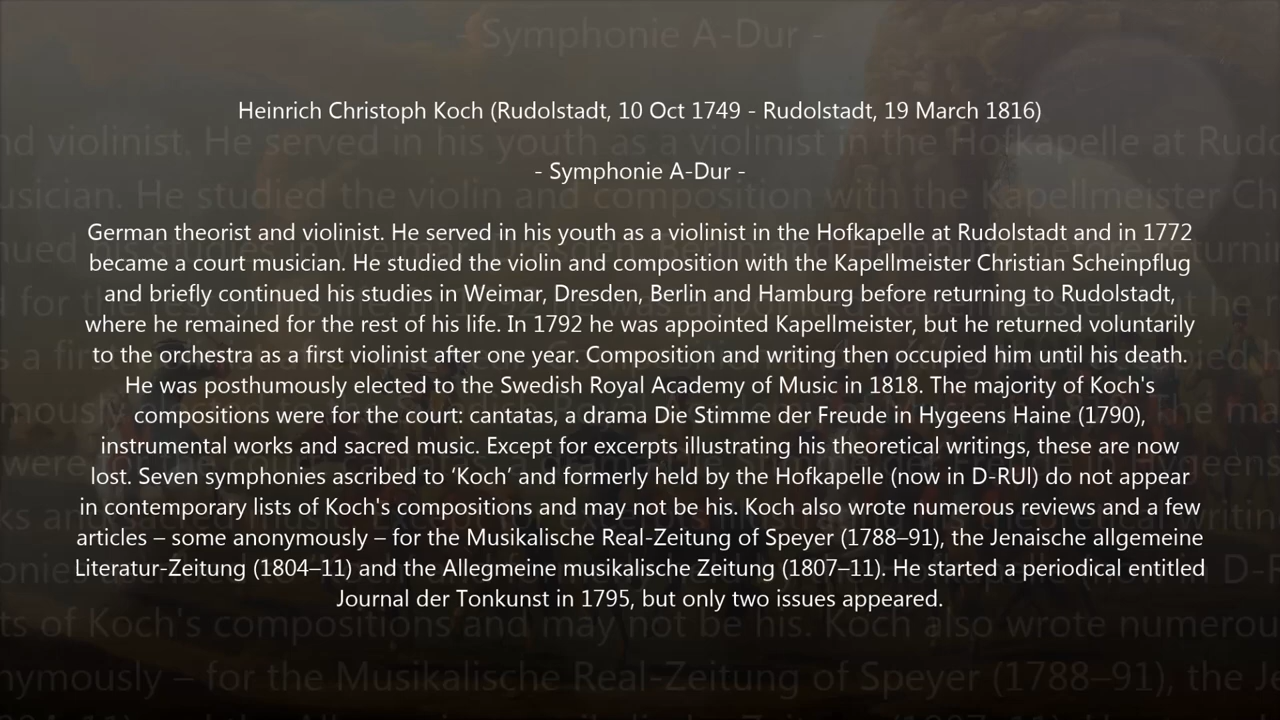 Heinrich Christoph Koch (Rudolstadt, 10 Oct 1749 - Rudolstadt, 19 March 1816)
- Symphonie A-Dur -
German theorist and violinist. He served in his youth as a violinist in the Hofkapelle at Rudolstadt and in 1772
became a court musician. He studied the violin and composition with the Kapellmeister Christian Scheinpflug
and briefly continued his studies in Weimar, Dresden, Berlin and Hamburg before returning to Rudolstadt,
where he remained for the rest of his life. In 1792 he was appointed Kapellmeister, but he returned voluntarily
to the orchestra as a first violinist after one year. Composition and writing then occupied him until his death.
He was posthumously elected to the Swedish Royal Academy of Music in 1818. The majority of Koch's
compositions were for the court: cantatas, a drama Die Stimme der Freude in Hygeens Haine (1790),
instrumental works and sacred music. Except for excerpts illustrating his theoretical writings, these are now
lost. Seven symphonies ascribed to ‘Koch’ and formerly held by the Hofkapelle (now in D-RUl) do not appear
in contemporary lists of Koch's compositions and may not be his. Koch also wrote numerous reviews and a few
articles – some anonymously – for the Musikalische Real-Zeitung of Speyer (1788–91), the Jenaische allgemeine
Literatur-Zeitung (1804–11) and the Allegmeine musikalische Zeitung (1807–11). He started a periodical entitled
Journal der Tonkunst in 1795, but only two issues appeared.